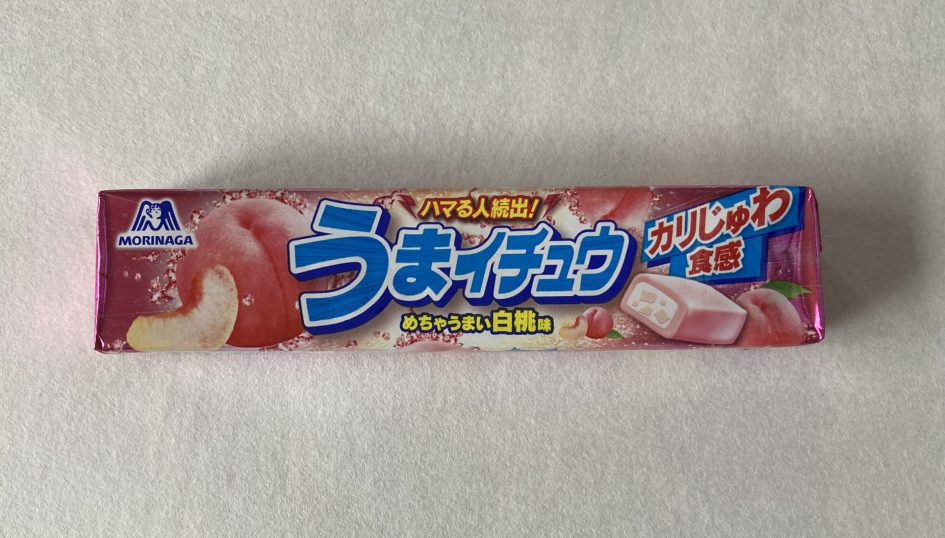 MORINAGA
ハマる人続出!
うまイチュウ
めちゃうまい白桃味
カリじゅわ
食感